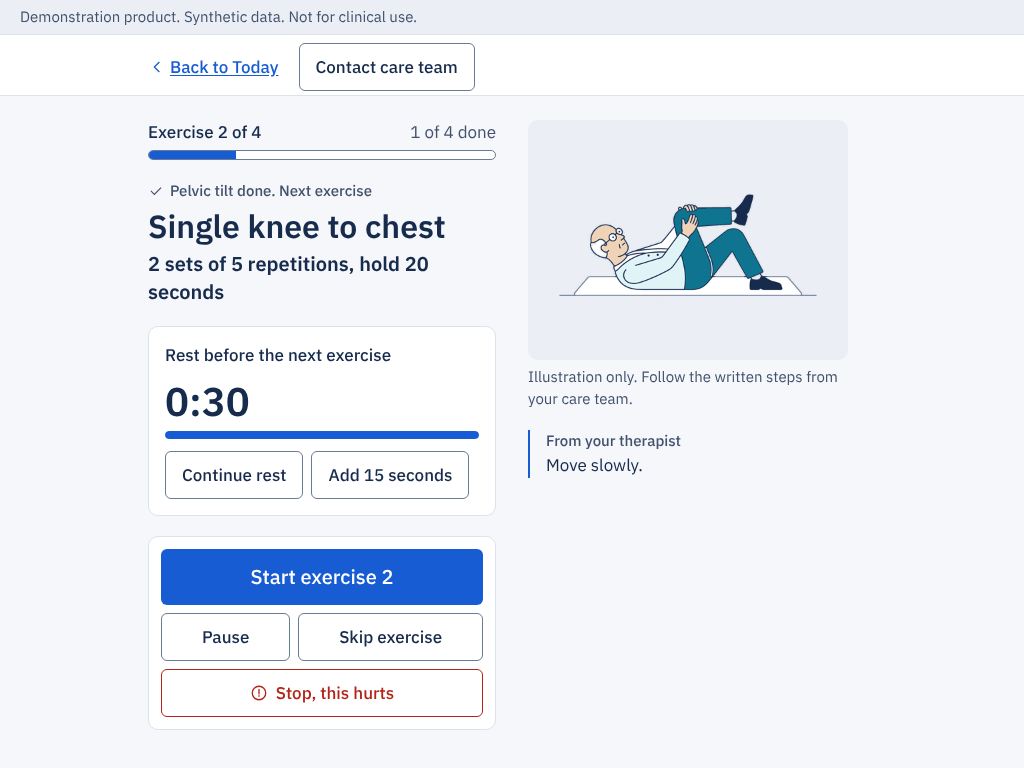 Demonstration product. Synthetic data. Not for clinical use.
Back to Today
Contact care team
Exercise 2 of 4
1 of 4 done
Pelvic tilt done. Next exercise
Single knee to chest
2 sets of 5 repetitions, hold 20
seconds
Rest before the next exercise
0:30
Continue rest
Add 15 seconds
Start exercise 2
Pause
Skip exercise
Stop, this hurts
Illustration only. Follow the written steps from
your care team.
From your therapist
Move slowly.